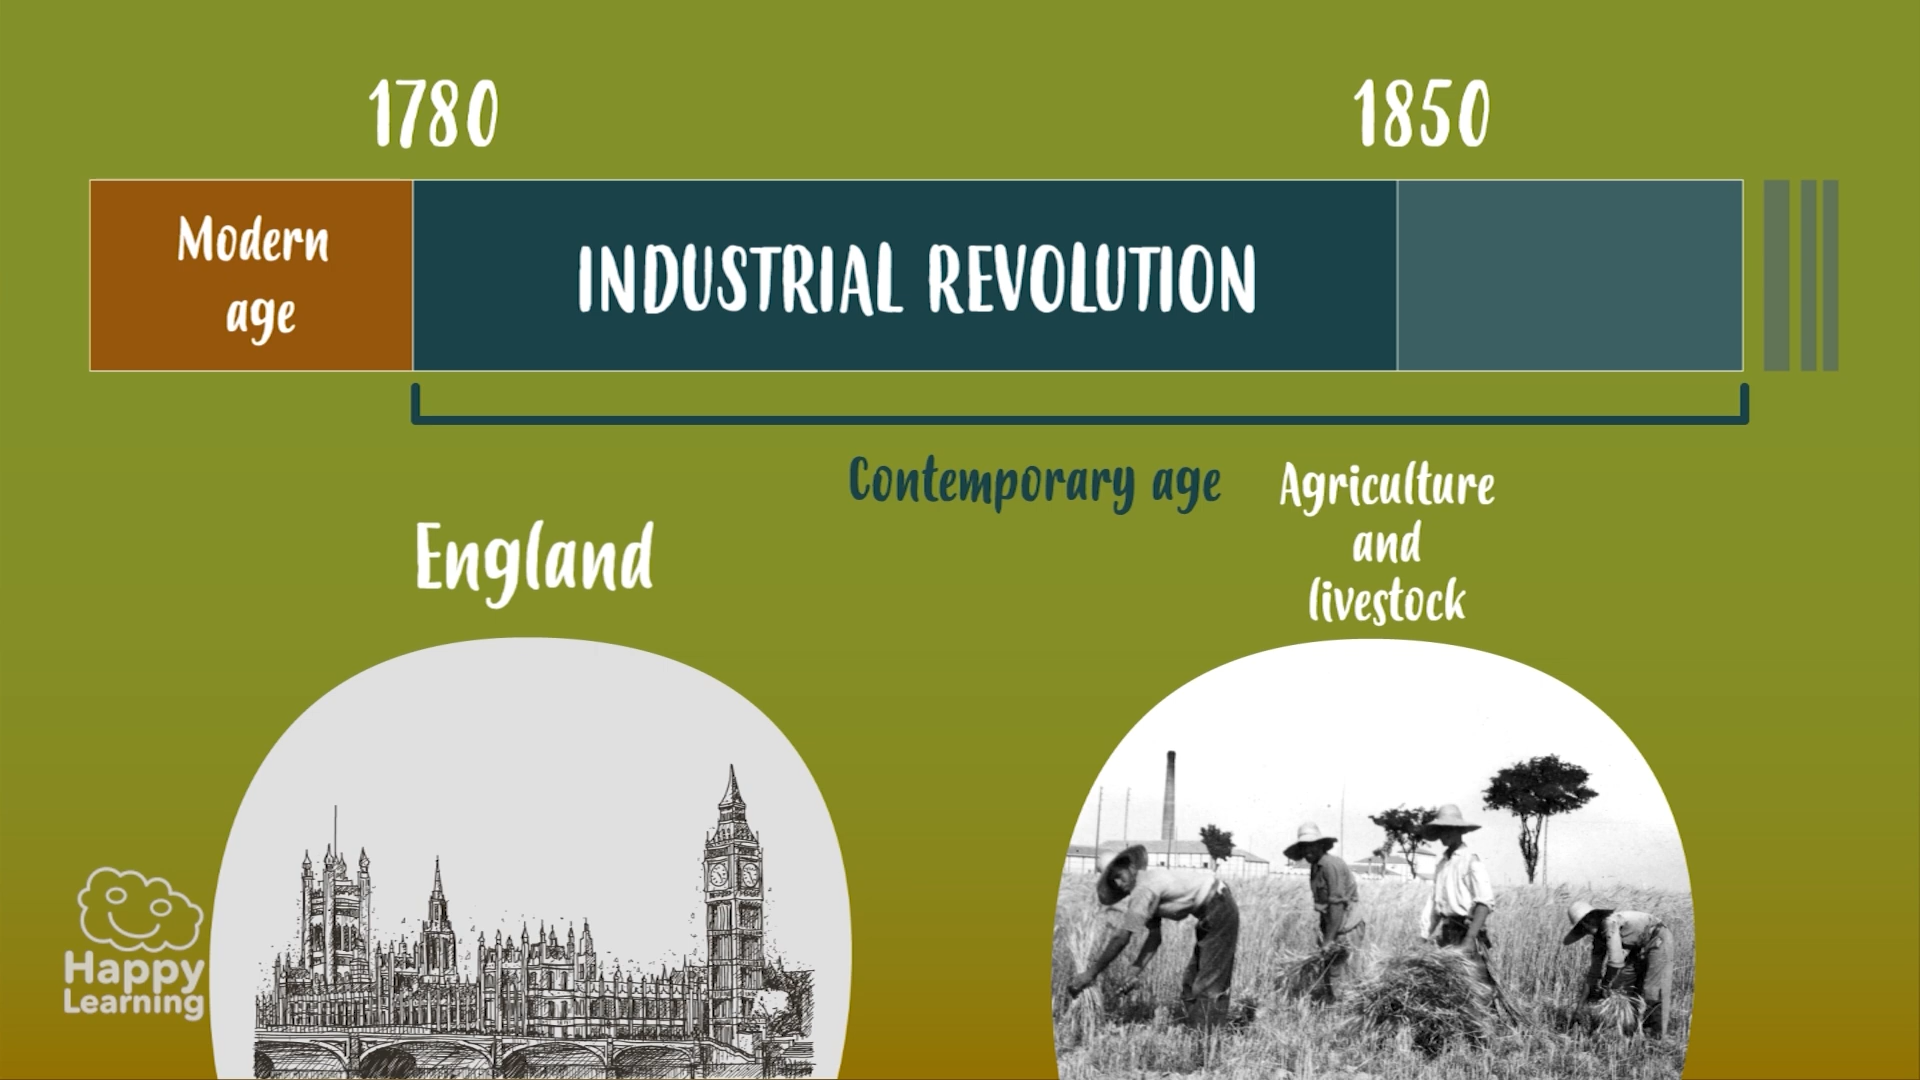 1780
1850
Modern
age
INDUSTRIAL REVOLUTION
Contemporary age
Agriculture
and
livestock
England
Happy
Learning